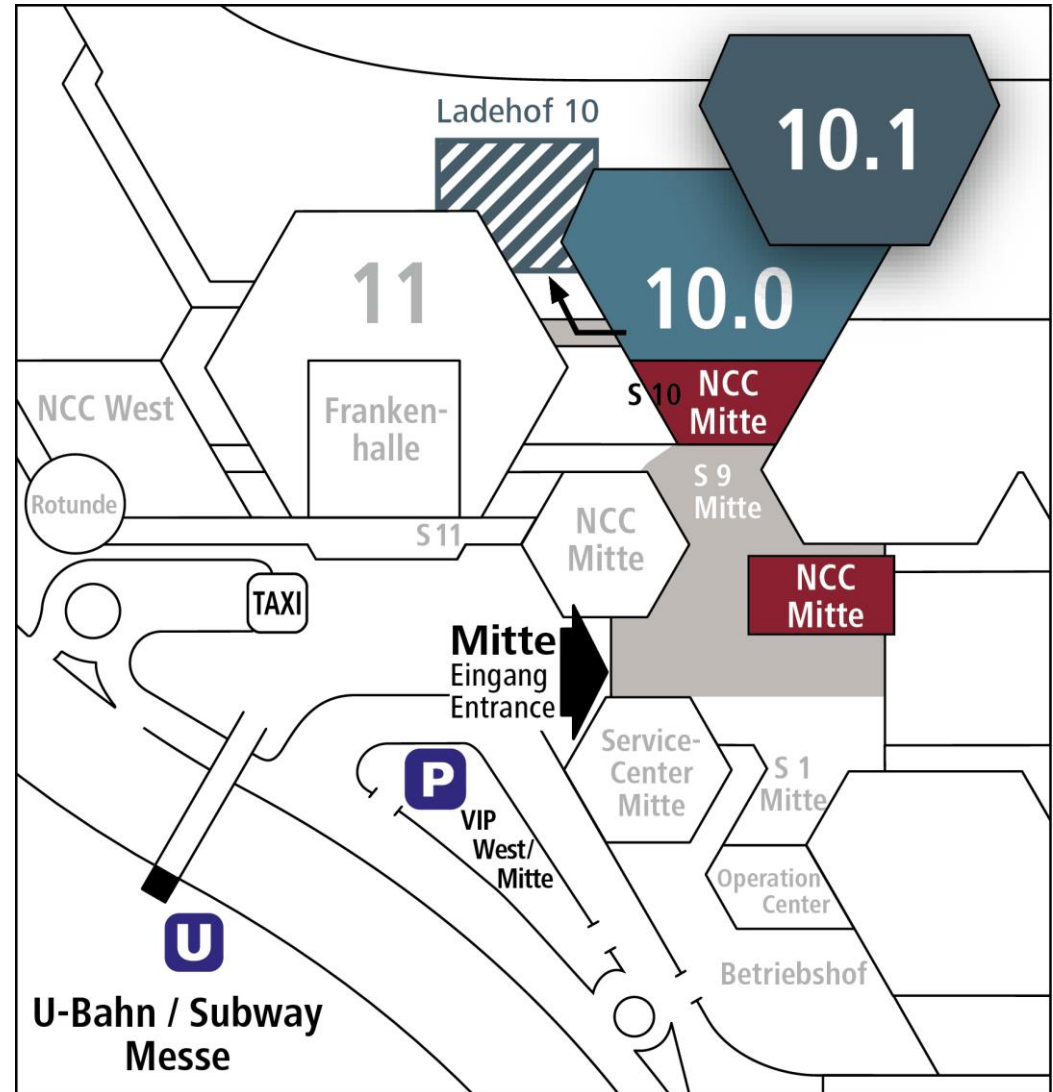 Ladehof 10
10.1
11
10.0
S 10
NCC
Mitte
NCC West
Franken-
halle
S 9
Mitte
Rotunde
S 11
NCC
Mitte
NCC
Mitte
TAXI
Mitte
Eingang
Entrance
Service-
Center
Mitte
S 1
Mitte
P
VIP
West/
Mitte
Operation
Center
U
Betriebshof
U-Bahn / Subway
Messe